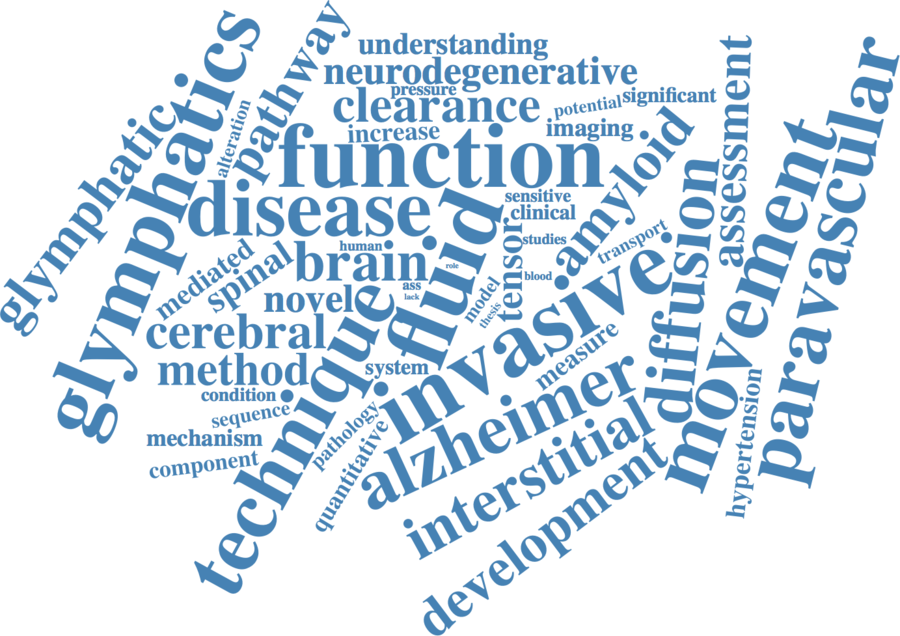 understanding
neurodegenerative
pressure
clearance
potential
significant
increase
imaging
pathway
alteration
glymphatic
glymphatics
function
disease
amyloid
assessment
paravascular
movement
diffusion
sensitive
clinical
tensor
studies
transport
human
brain
role
blood
fluid
mediated
spinal
ass
lack
model
thesis
novel
cerebral
method
system
invasive
measure
condition
sequence
mechanism
component
technique
pathology
quantitative
alzheimer
interstitial
development
hypertension